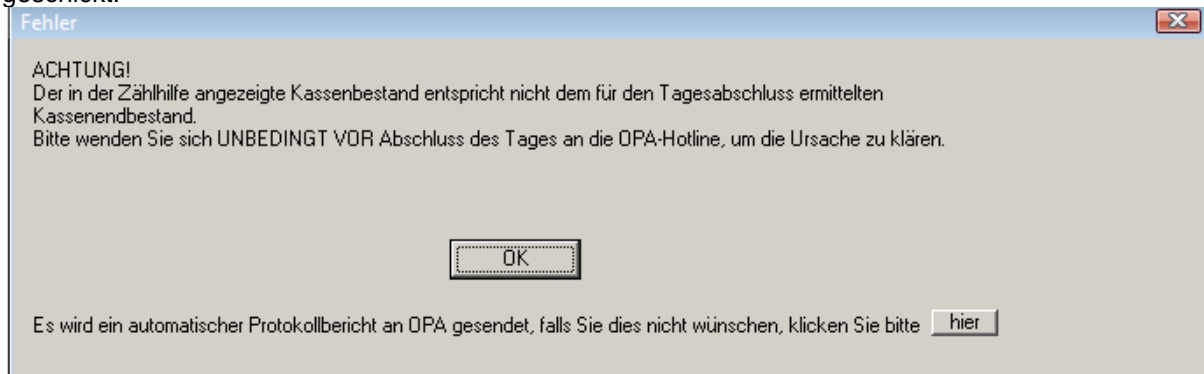 geschickt.
Fehler
ACHTUNG!
Der in der Zählhilfe angezeigte Kassenbestand entspricht nicht dem für den Tagesabschluss ermittelten
Kassenendbestand.
Bitte wenden Sie sich UNBEDINGT VOR Abschluss des Tages an die OPA-Hotline, um die Ursache zu klären.
OK
Es wird ein automatischer Protokollbericht an OPA gesendet, falls Sie dies nicht wünschen, klicken Sie bitte hier